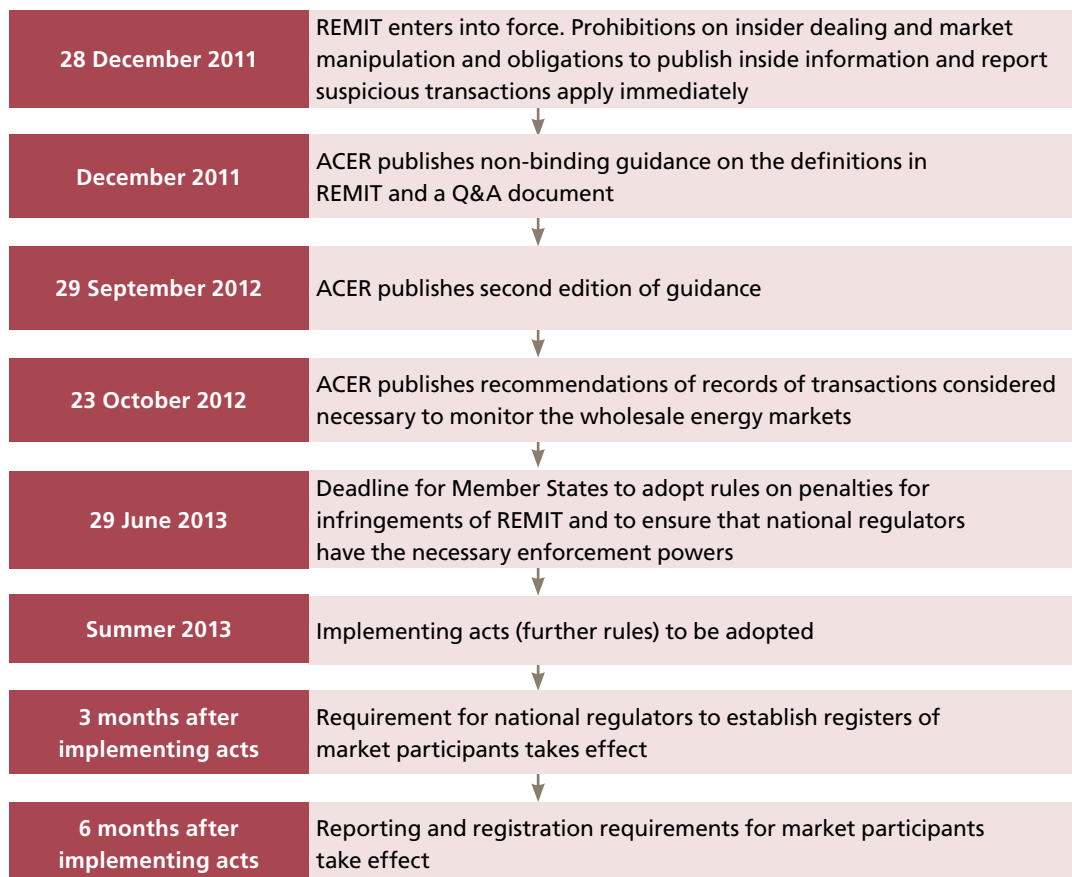 28 December 2011
REMIT enters into force. Prohibitions on insider dealing and market
manipulation and obligations to publish inside information and report
suspicious transactions apply immediately
December 2011
ACER publishes non-binding guidance on the definitions in
REMIT and a Q&A document
29 September 2012
ACER publishes second edition of guidance
23 October 2012
ACER publishes recommendations of records of transactions considered
necessary to monitor the wholesale energy markets
29 June 2013
Deadline for Member States to adopt rules on penalties for
infringements of REMIT and to ensure that national regulators
have the necessary enforcement powers
Summer 2013
Implementing acts (further rules) to be adopted
3 months after
implementing acts
Requirement for national regulators to establish registers of
market participants takes effect
6 months after
implementing acts
Reporting and registration requirements for market participants
take effect